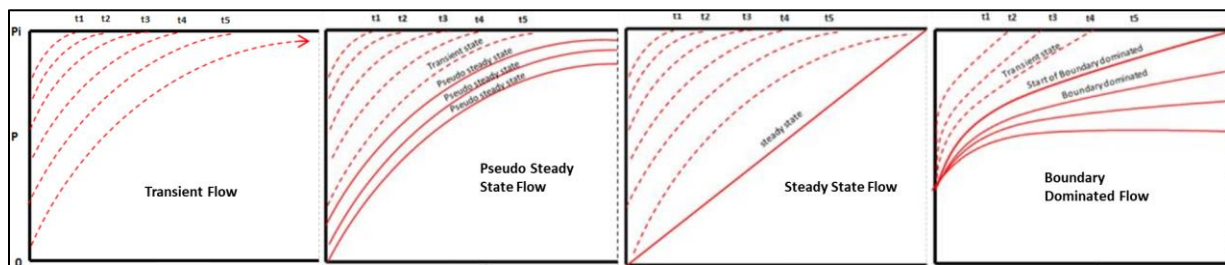 t1 t2 t3 t4 t5
Pi
P
0
Transient Flow
t1 t2 t3 t4 t5
Transient state
Pseudo steady state
Pseudo steady state
Pseudo steady state
Pseudo Steady
State Flow
t1 t2 t3 t4 t5
steady state
Steady State Flow
t1 t2 t3 t4 t5
Transient state
Start of Boundary dominated
Boundary dominated
Boundary
Dominated Flow